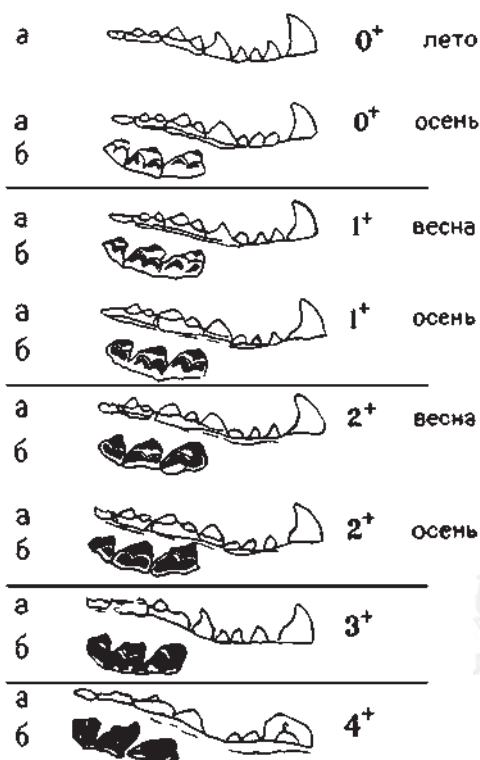 а 0⁺ лето
а 0⁺ осень
б
а 1⁺ весна
б
а 1⁺ осень
б
а 2⁺ весна
б
а 2⁺ осень
б
а 3⁺
б
а 4⁺
б